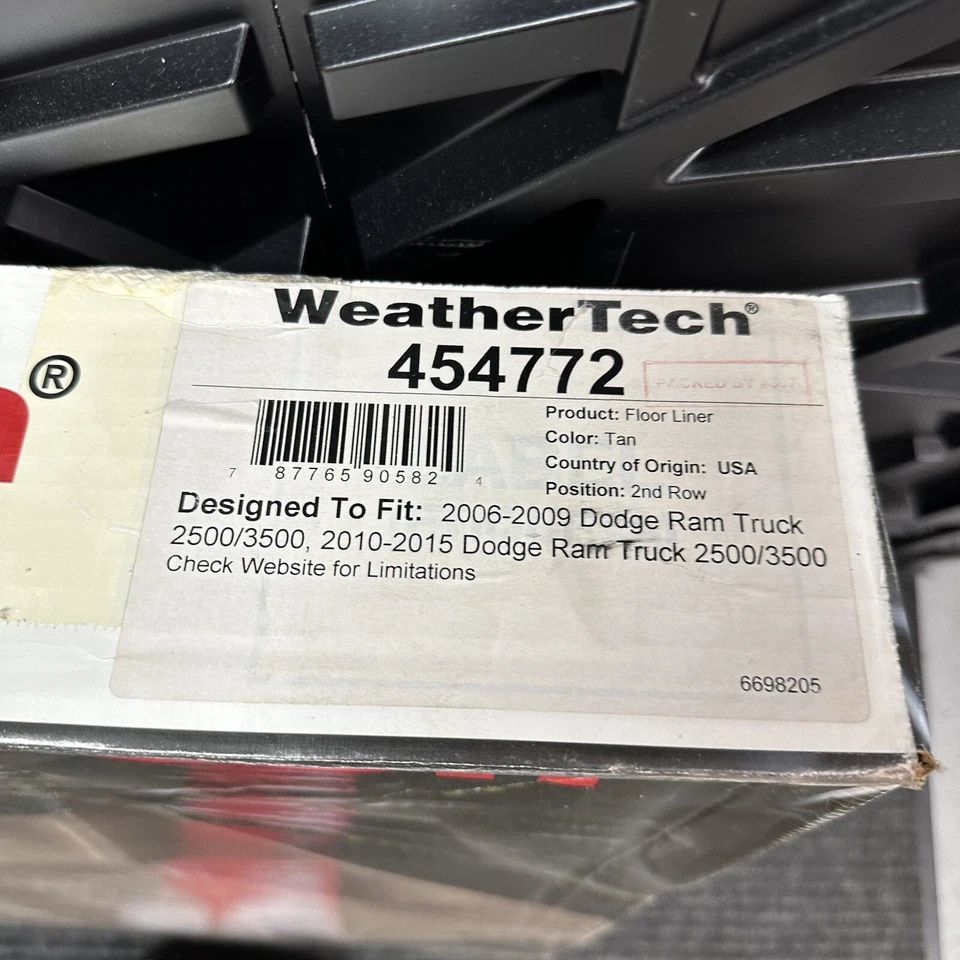 ®
WeatherTech®
454772
PACKED BY
Product: Floor Liner
Color: Tan
Country of Origin: USA
Position: 2nd Row
7 87765 90582 4
Designed To Fit: 2006-2009 Dodge Ram Truck
2500/3500, 2010-2015 Dodge Ram Truck 2500/3500
Check Website for Limitations
6698205